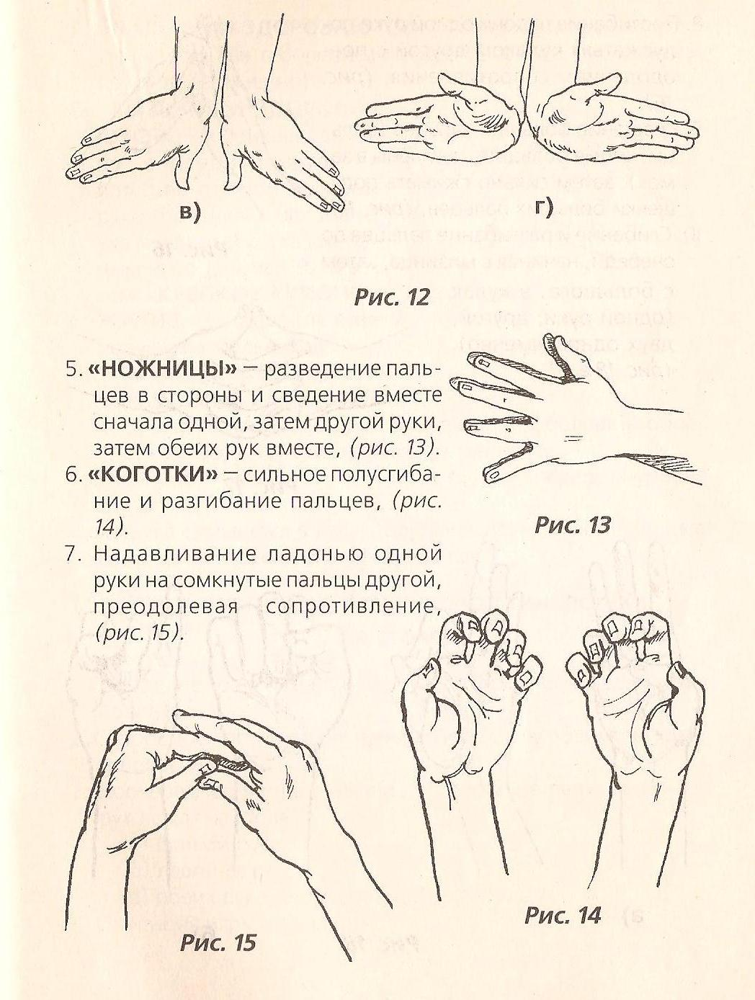 в)
г)
Рис. 12
5. «НОЖНИЦЫ» – разведение паль-
цев в стороны и сведение вместе
сначала одной, затем другой руки,
затем обеих рук вместе, (рис. 13).
6. «КОГОТКИ» – сильное полусгиба-
ние и разгибание пальцев, (рис.
14).
7. Надавливание ладонью одной
руки на сомкнутые пальцы другой,
преодолевая сопротивление,
(рис. 15).
Рис. 13
Рис. 14
Рис. 15